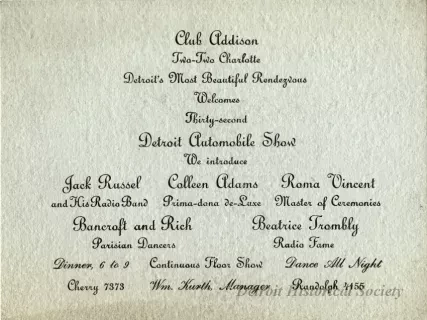 Club Addison
Two-Two Charlotte
Detroit's Most Beautiful Rendezvous
Welcomes
Thirty-second
Detroit Automobile Show
We introduce
Jack Russel Colleen Adams Roma Vincent
and His Radio Band Prima-dona de-Luxe Master of Ceremonies
Bancroft and Rich Beatrice Trombly
Parisian Dancers Radio Fame
Dinner, 6 to 9 Continuous Floor Show Dance All Night
Cherry 7373 Wm. Kurth, Manager Randolph 4155
Detroit Historical Society